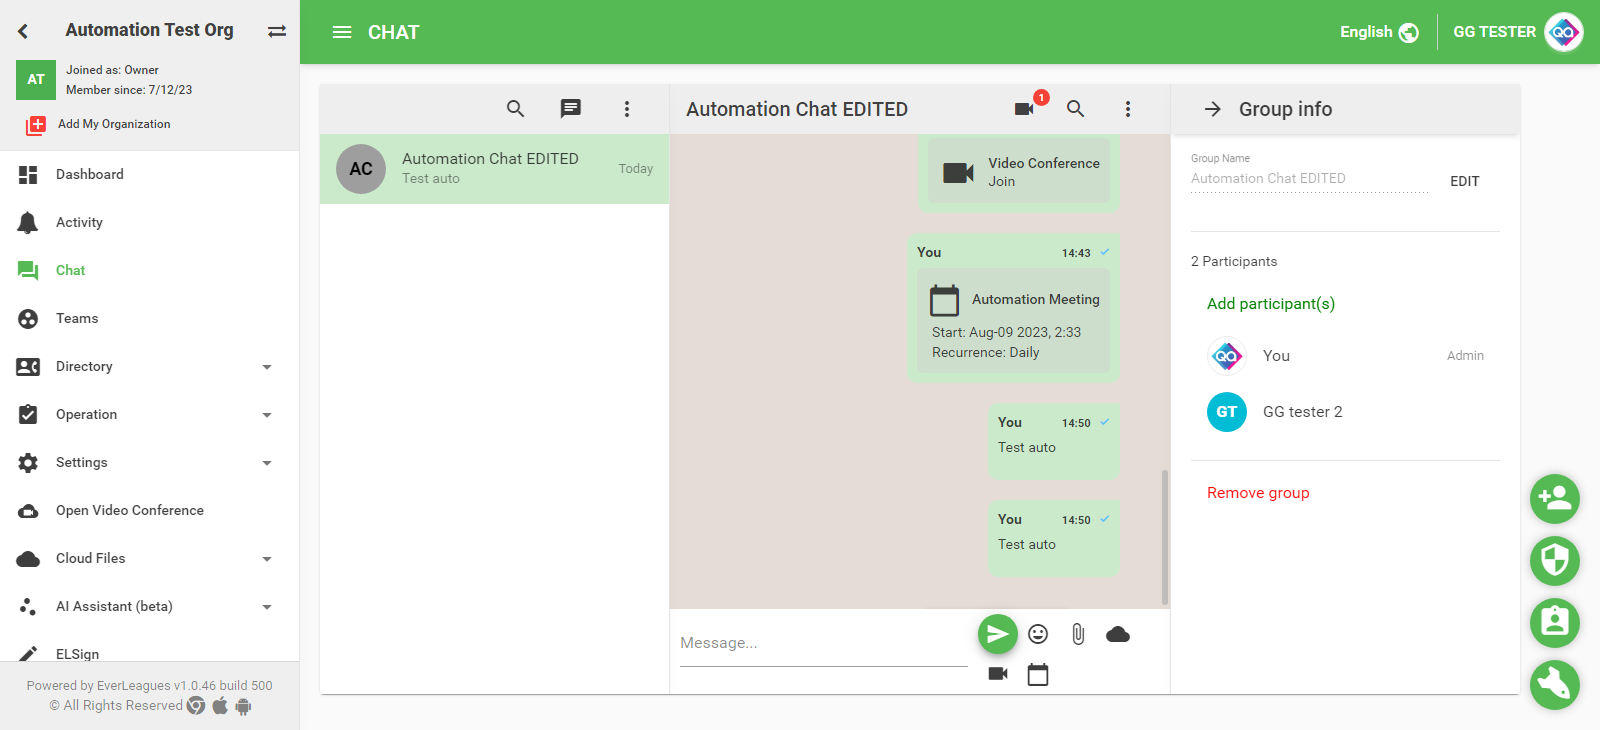 Automation Test Org
AT
Joined as: Owner
Member since: 7/12/23
Add My Organization
Dashboard
Activity
Chat
Teams
Directory
Operation
Settings
Open Video Conference
Cloud Files
AI Assistant (beta)
ELSign
Powered by EverLeagues v1.0.46 build 500
© All Rights Reserved
CHAT
English
GG TESTER
QA
AC
Automation Chat EDITED
Test auto
Today
Automation Chat EDITED
1
Video Conference
Join
You 14:43
Automation Meeting
Start: Aug-09 2023, 2:33
Recurrence: Daily
You 14:50
Test auto
You 14:50
Test auto
Message...
Group info
Group Name
Automation Chat EDITED
EDIT
2 Participants
Add participant(s)
QA
You
Admin
GT
GG tester 2
Remove group